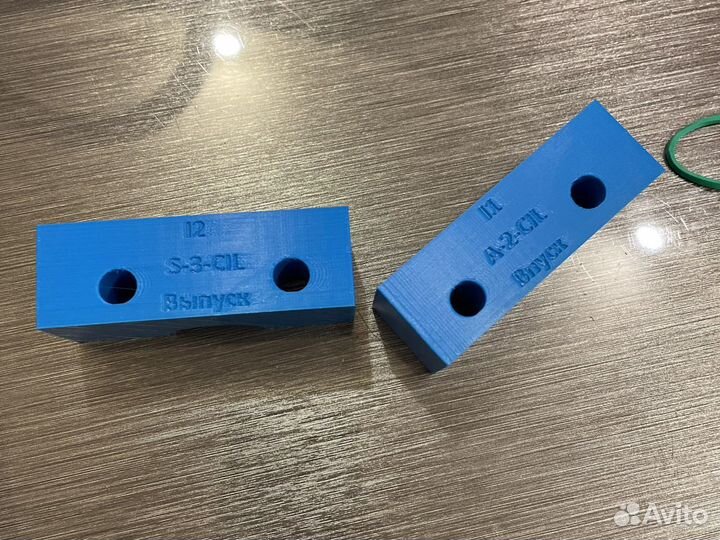 I2
S-3-CIL
Выпуск
I1
A-2-CIL
Впуск
Avito